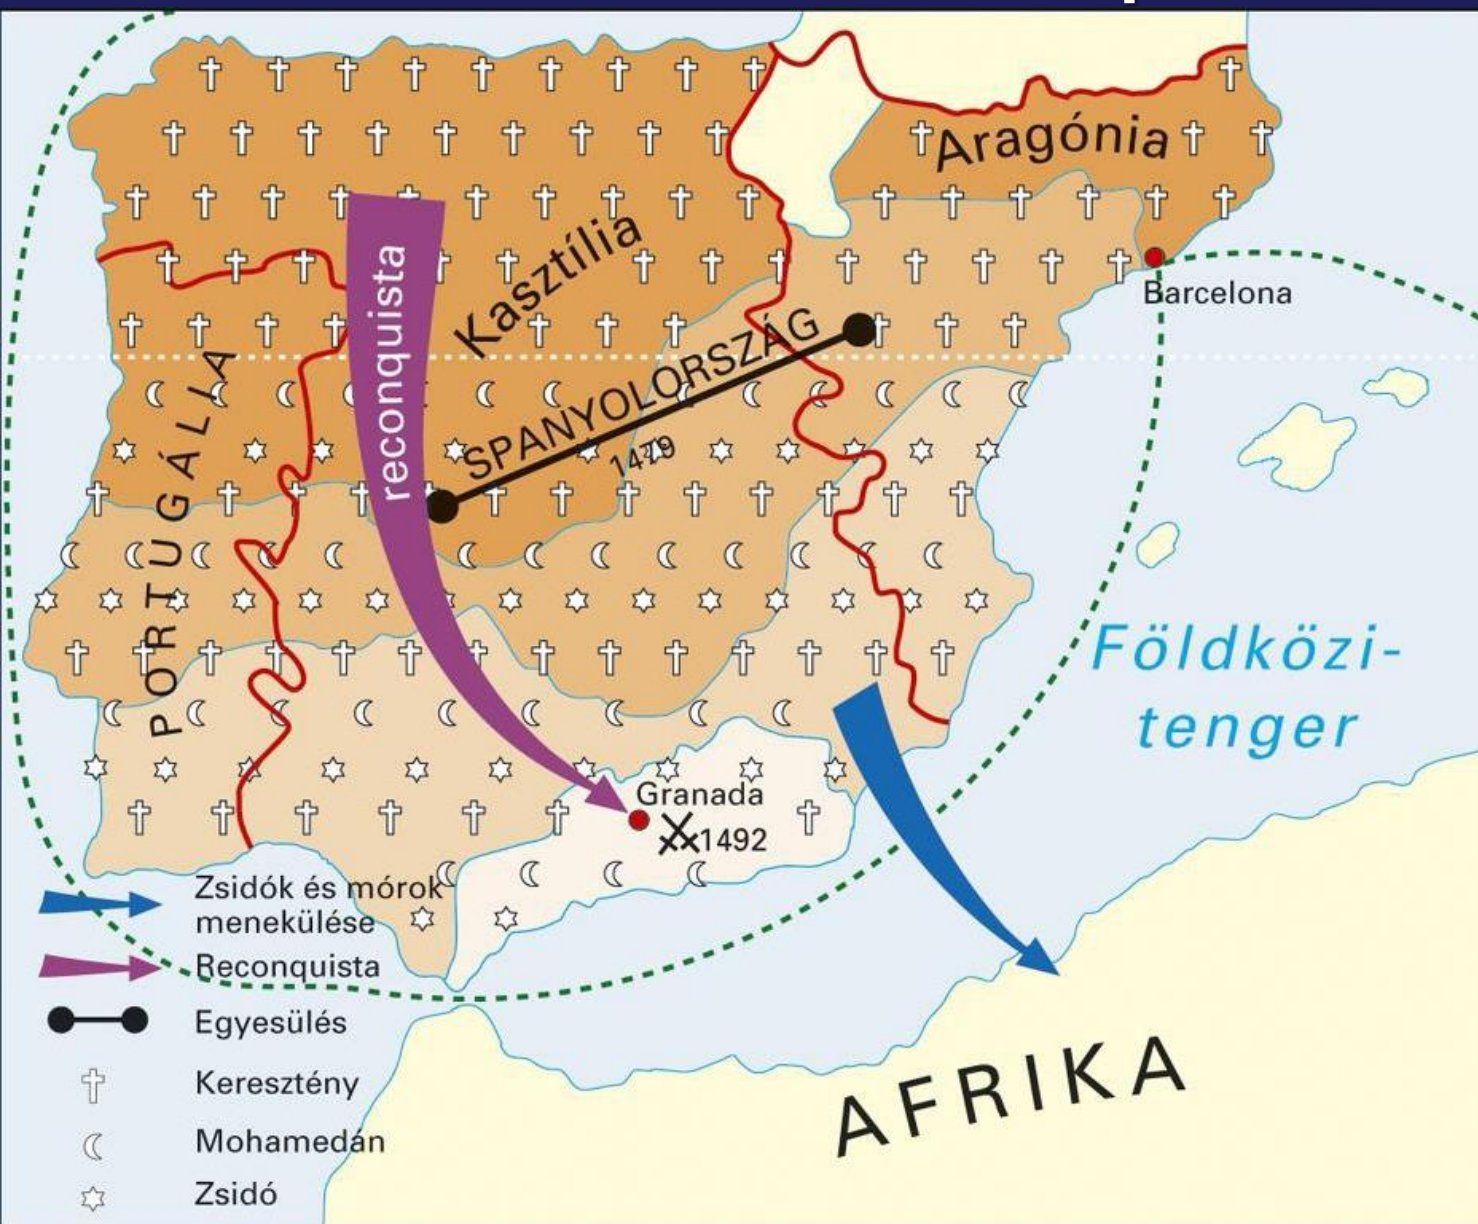 Aragónia
Kasztília
reconquista
Barcelona
SPANYOLORSZÁG
1479
PORTUGÁLLIA
Földközi-
tenger
Granada
1492
Zsidók és mórok
menekülése
Reconquista
Egyesülés
Keresztény
Mohamedán
Zsidó
AFRIKA